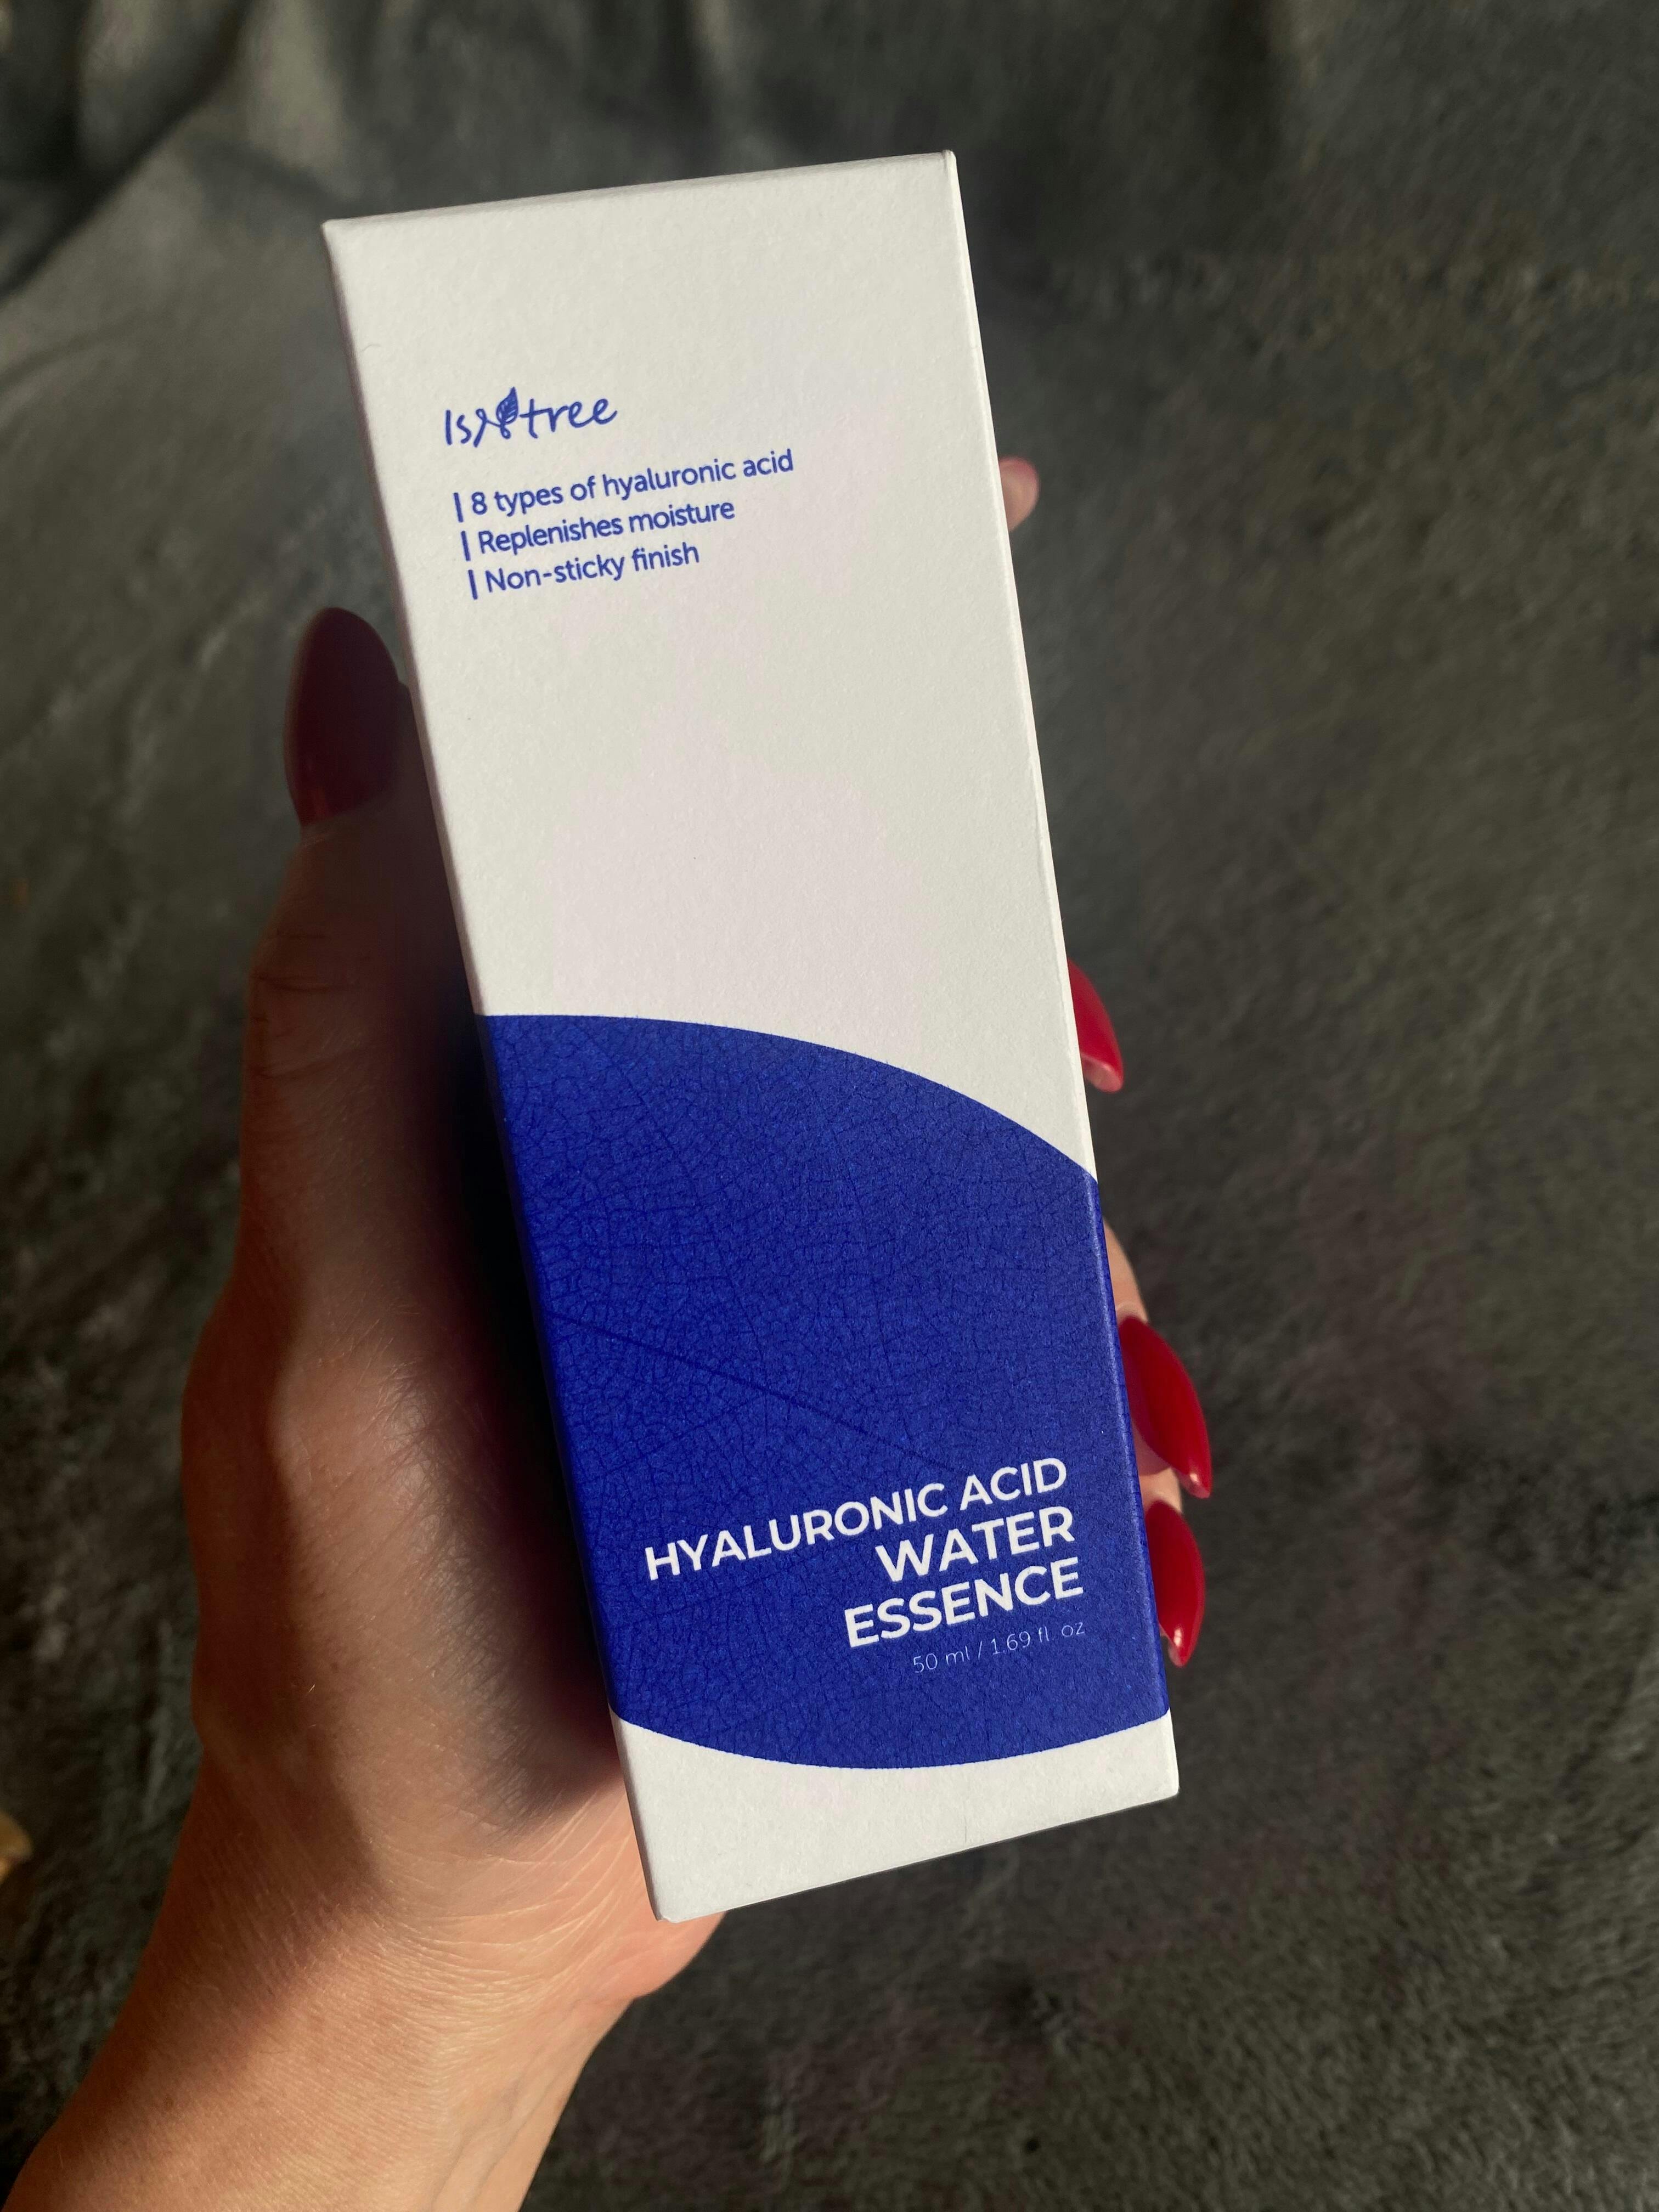 Isntree
| 8 types of hyaluronic acid
| Replenishes moisture
| Non-sticky finish
HYALURONIC ACID
WATER
ESSENCE
50 ml / 1.69 fl. oz